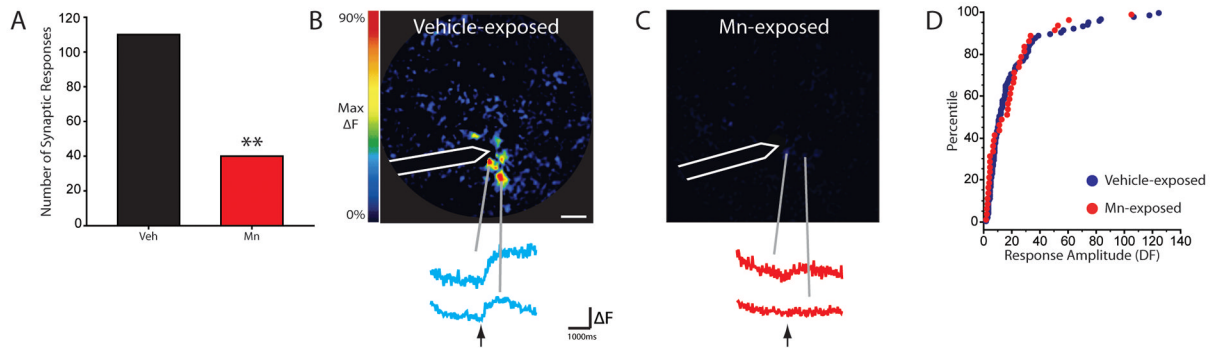 A
Number of Synaptic Responses
120
100
80
60
40
20
0
**
Veh
Mn
B
90%
Max
ΔF
0%
Vehicle-exposed
ΔF
1000ms
C
Mn-exposed
D
Percentile
100
80
60
40
20
0
Vehicle-exposed
Mn-exposed
0 20 40 60 80 100 120 140
Response Amplitude (DF)